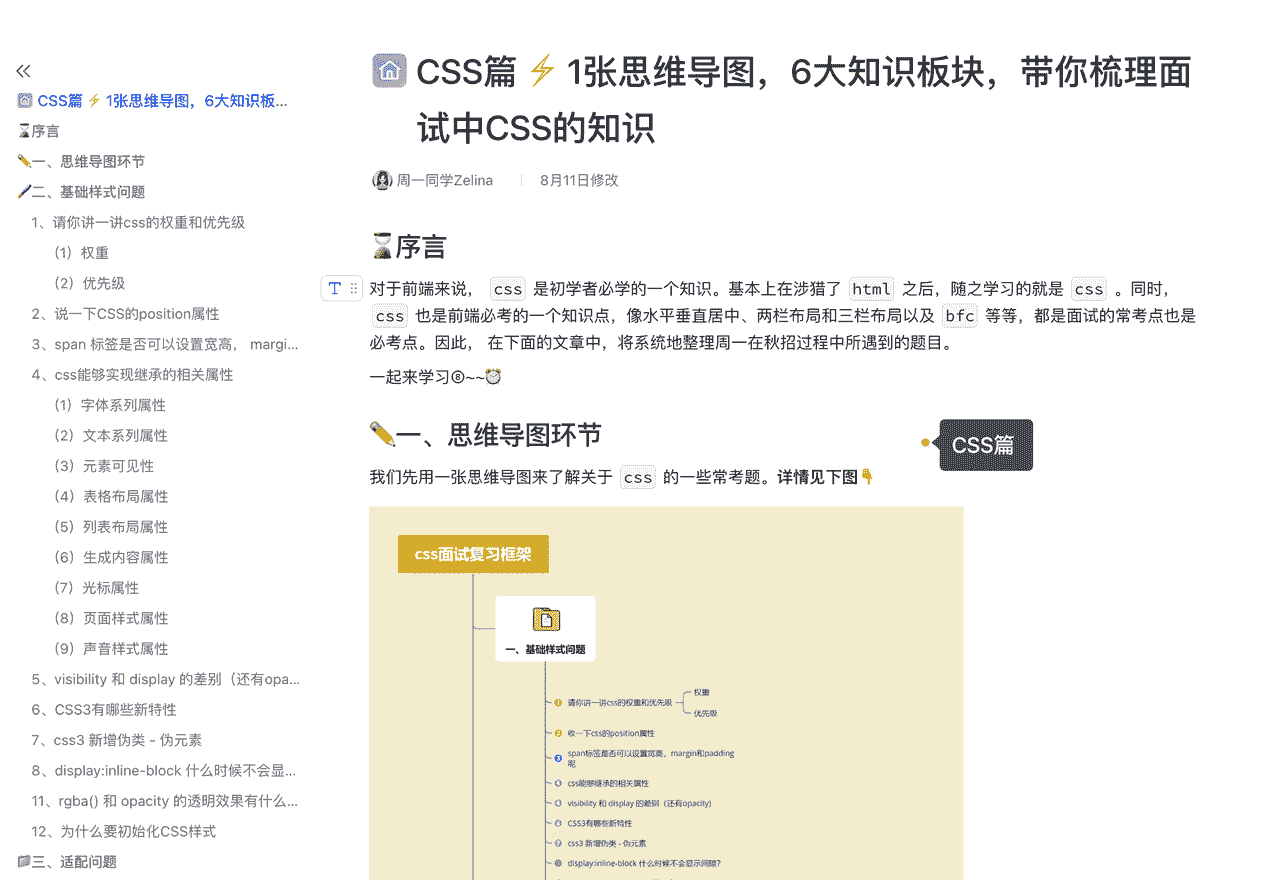 CSS篇 ⚡ 1张思维导图，6大知识板...
⌛序言
✏️一、思维导图环节
🖌️二、基础样式问题
1、请你讲一讲css的权重和优先级
（1）权重
（2）优先级
2、说一下CSS的position属性
3、span 标签是否可以设置宽高， margi...
4、css能够实现继承的相关属性
（1）字体系列属性
（2）文本系列属性
（3）元素可见性
（4）表格布局属性
（5）列表布局属性
（6）生成内容属性
（7）光标属性
（8）页面样式属性
（9）声音样式属性
5、visibility 和 display 的差别（还有opa...
6、CSS3有哪些新特性
7、css3 新增伪类 - 伪元素
8、display:inline-block 什么时候不会显...
11、rgba() 和 opacity 的透明效果有什么...
12、为什么要初始化CSS样式
三、适配问题
CSS篇 ⚡ 1张思维导图，6大知识板块，带你梳理面
试中CSS的知识
周一同学Zelina | 8月11日修改
⌛序言
T
对于前端来说， css 是初学者必学的一个知识。基本上在涉猎了 html 之后，随之学习的就是 css 。同时，
css 也是前端必考的一个知识点，像水平垂直居中、两栏布局和三栏布局以及 bfc 等等，都是面试的常考点也是
必考点。因此， 在下面的文章中，将系统地整理周一在秋招过程中所遇到的题目。
一起来学习⑧~~⏰
✏️一、思维导图环节
CSS篇
我们先用一张思维导图来了解关于 css 的一些常考题。详情见下图👇
css面试复习框架
一、基础样式问题
1 请你讲一讲css的权重和优先级
权重
优先级
2 收一下css的position属性
3 span标签是否可以设置宽高，margin和padding
呢
4 css能够继承的相关属性
visibility 和 display 的差别（还有opacity)
CSS3有哪些新特性
7 css3 新增伪类 - 伪元素
display:inline-block 什么时候不会显示间隙?